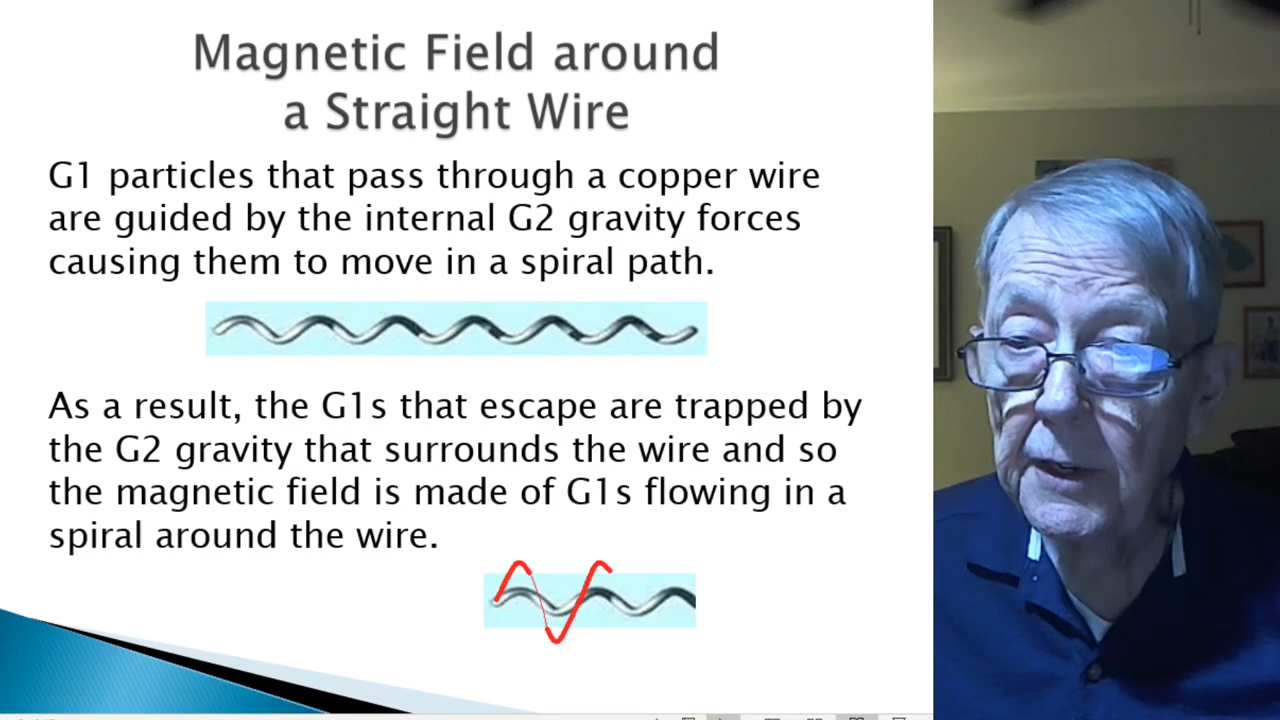 Magnetic Field around
a Straight Wire
G1 particles that pass through a copper wire
are guided by the internal G2 gravity forces
causing them to move in a spiral path.
As a result, the G1s that escape are trapped by
the G2 gravity that surrounds the wire and so
the magnetic field is made of G1s flowing in a
spiral around the wire.